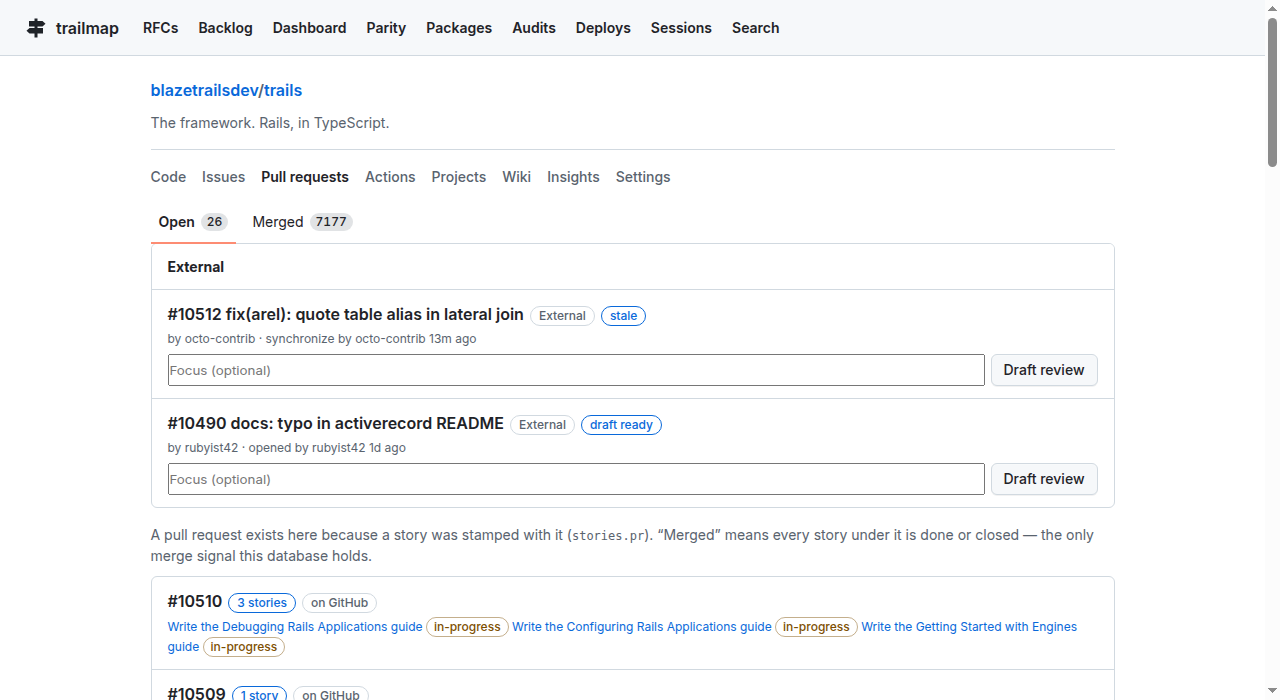 trailmap RFCs Backlog Dashboard Parity Packages Audits Deploys Sessions Search
blazetrailsdev/trails
The framework. Rails, in TypeScript.
Code Issues Pull requests Actions Projects Wiki Insights Settings
Open 26 Merged 7177
External
#10512 fix(arel): quote table alias in lateral join External stale
by octo-contrib · synchronize by octo-contrib 13m ago
Focus (optional) Draft review
#10490 docs: typo in activerecord README External draft ready
by rubyist42 · opened by rubyist42 1d ago
Focus (optional) Draft review
A pull request exists here because a story was stamped with it (stories.pr). “Merged” means every story under it is done or closed — the only
merge signal this database holds.
#10510 3 stories on GitHub
Write the Debugging Rails Applications guide in-progress Write the Configuring Rails Applications guide in-progress Write the Getting Started with Engines
guide in-progress
#10509 1 story on GitHub